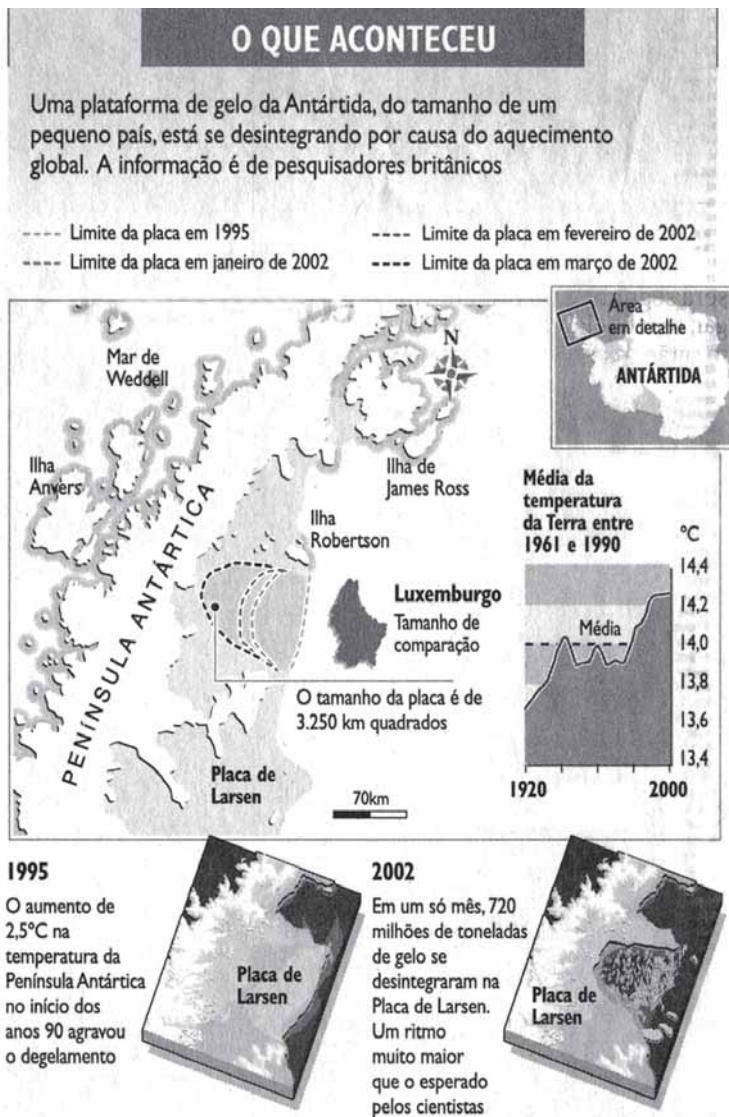 O QUE ACONTECEU
Uma plataforma de gelo da Antártida, do tamanho de um
pequeno país, está se desintegrando por causa do aquecimento
global. A informação é de pesquisadores britânicos
Limite da placa em 1995
Limite da placa em janeiro de 2002
Limite da placa em fevereiro de 2002
Limite da placa em março de 2002
Mar de
Weddell
Ilha
Anvers
PENÍNSULA ANTÁRTICA
N
Ilha de
James Ross
Ilha
Robertson
Luxemburgo
Tamanho de
comparação
O tamanho da placa é de
3.250 km quadrados
Placa de
Larsen
70km
Área
em detalhe
ANTÁRTIDA
Média da
temperatura
da Terra entre
1961 e 1990
°C
14,4
14,2
Média
14,0
13,8
13,6
13,4
1920
2000
1995
O aumento de
2,5°C na
temperatura da
Península Antártica
no início dos
anos 90 agravou
o degelamento
Placa de
Larsen
2002
Em um só mês, 720
milhões de toneladas
de gelo se
desintegraram na
Placa de Larsen.
Um ritmo
muito maior
que o esperado
pelos cientistas
Placa de
Larsen